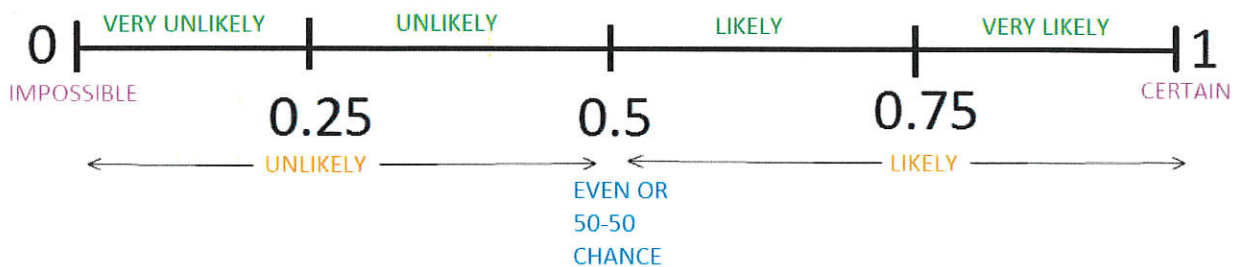 VERY UNLIKELY UNLIKELY LIKELY VERY LIKELY
0 1
IMPOSSIBLE CERTAIN
0.25 0.5 0.75
UNLIKELY LIKELY
EVEN OR
50-50
CHANCE